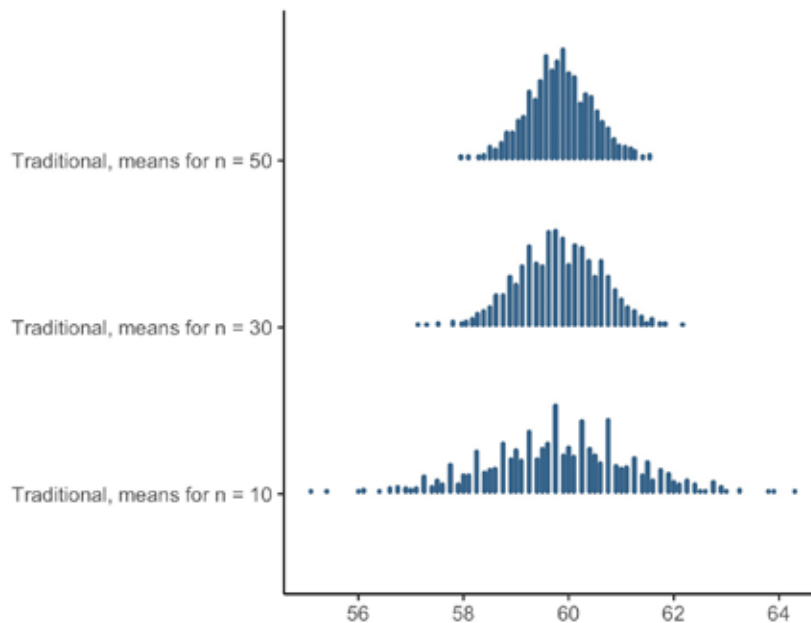 Traditional, means for n = 50
Traditional, means for n = 30
Traditional, means for n = 10
56 58 60 62 64